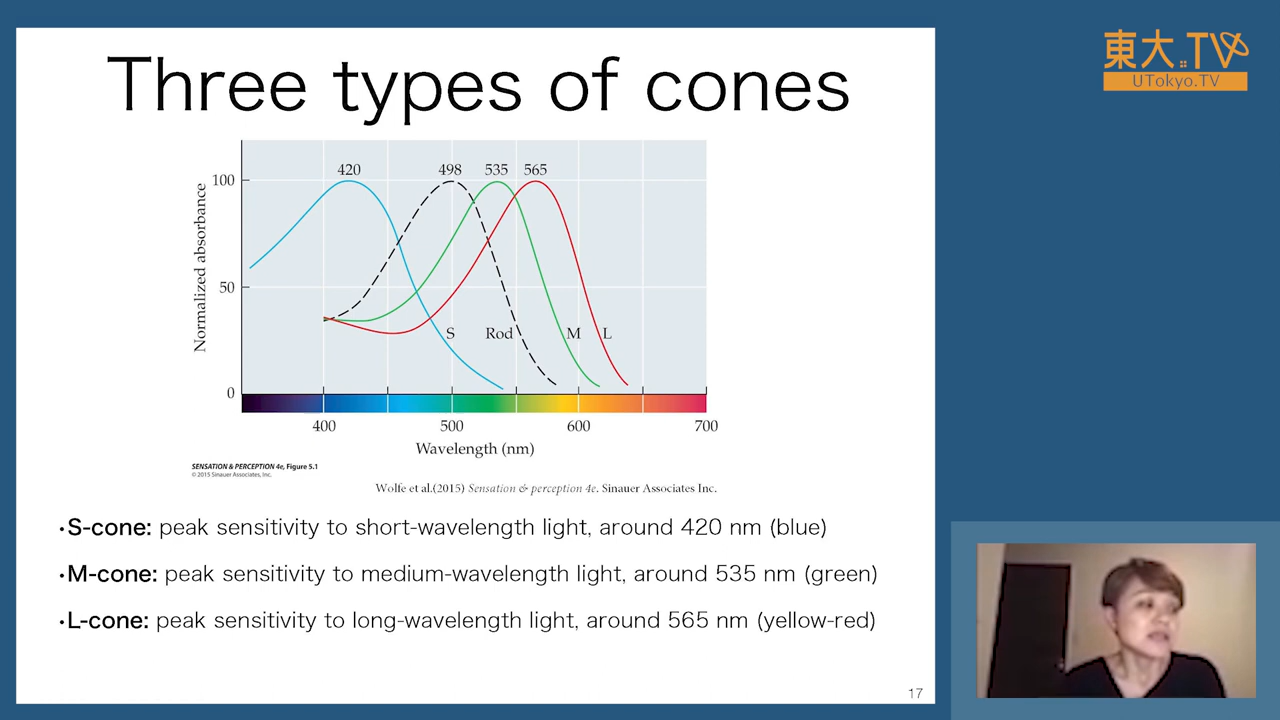 Three types of cones
東大.TV
UTokyo.TV
420 498 535 565
100
50
0
Normalized absorbance
S Rod M L
400 500 600 700
Wavelength (nm)
SENSATION & PERCEPTION 4e, Figure 5.1
© 2015 Sinauer Associates, Inc.
Wolfe et al.(2015) Sensation & perception 4e. Sinauer Associates Inc.
・S-cone: peak sensitivity to short-wavelength light, around 420 nm (blue)
・M-cone: peak sensitivity to medium-wavelength light, around 535 nm (green)
・L-cone: peak sensitivity to long-wavelength light, around 565 nm (yellow-red)
17